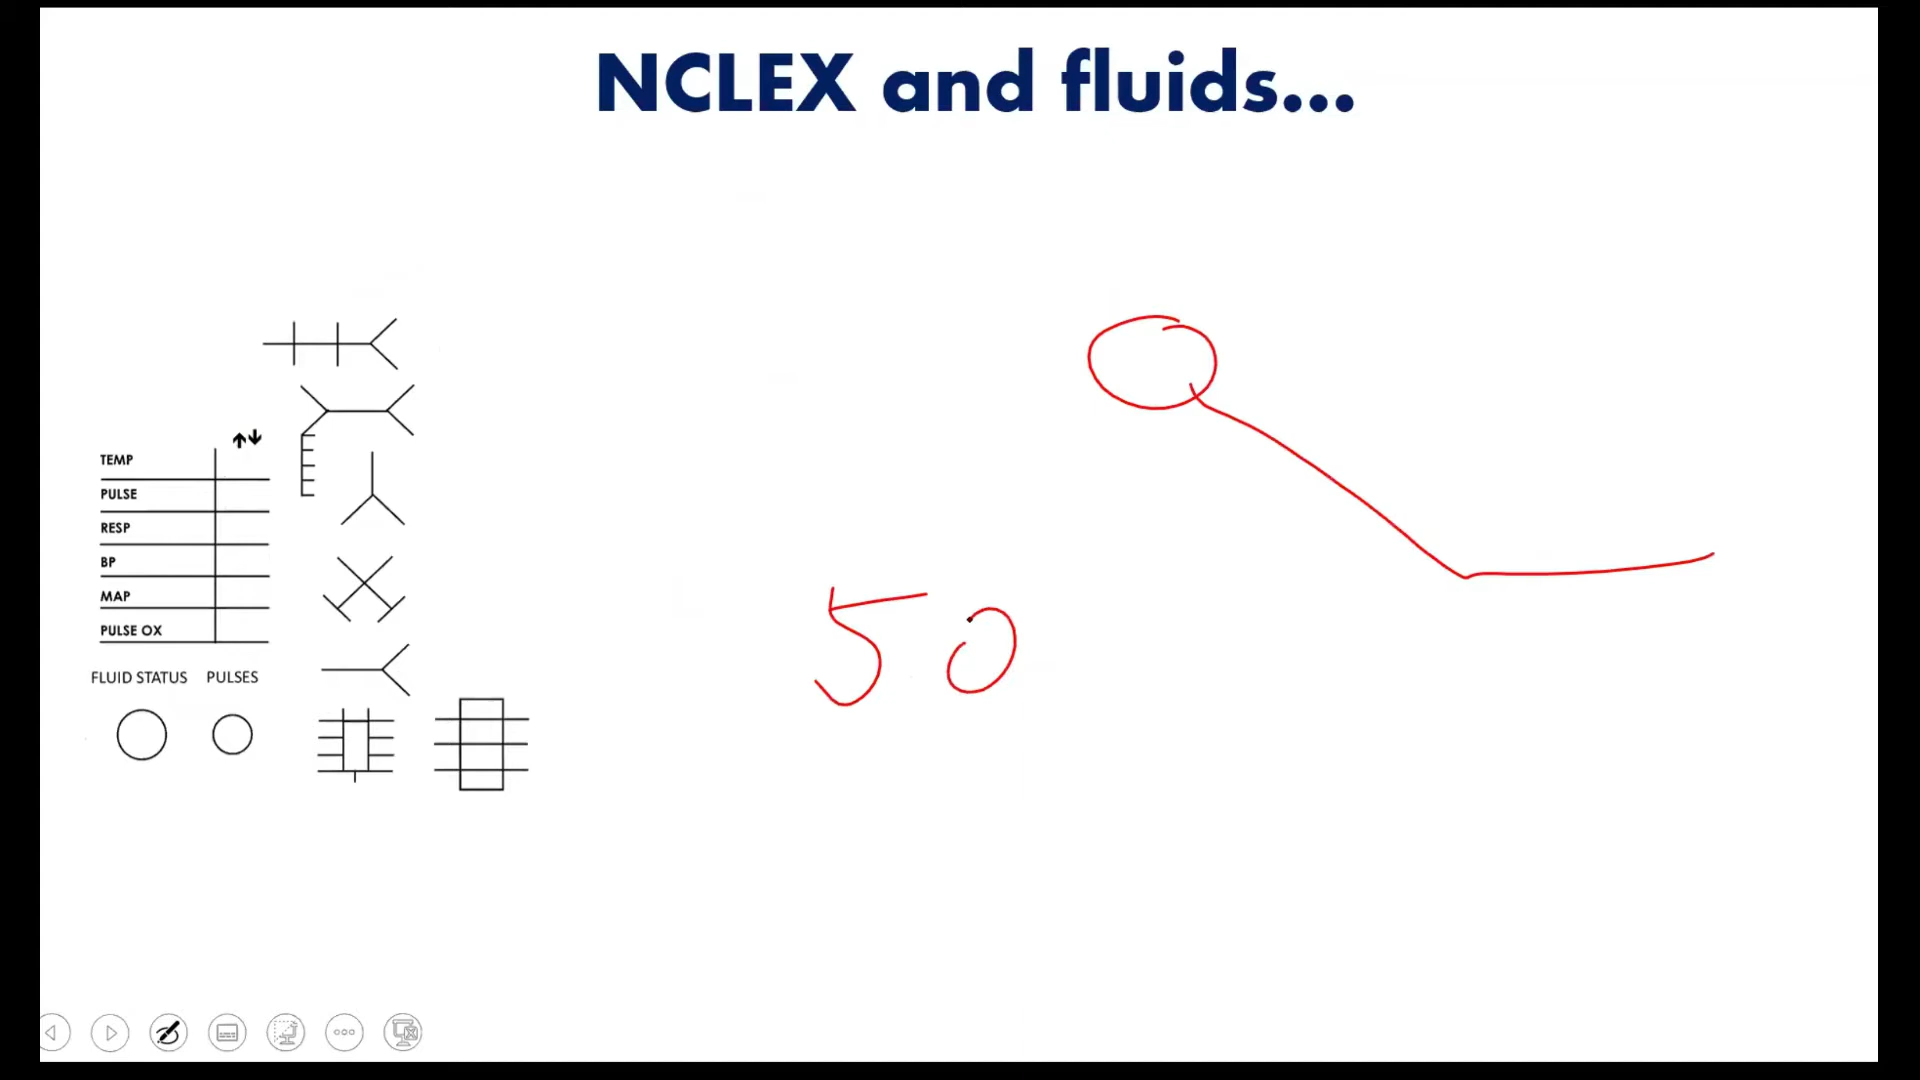 NCLEX and fluids...
TEMP
PULSE
RESP
BP
MAP
PULSE OX
FLUID STATUS PULSES
50